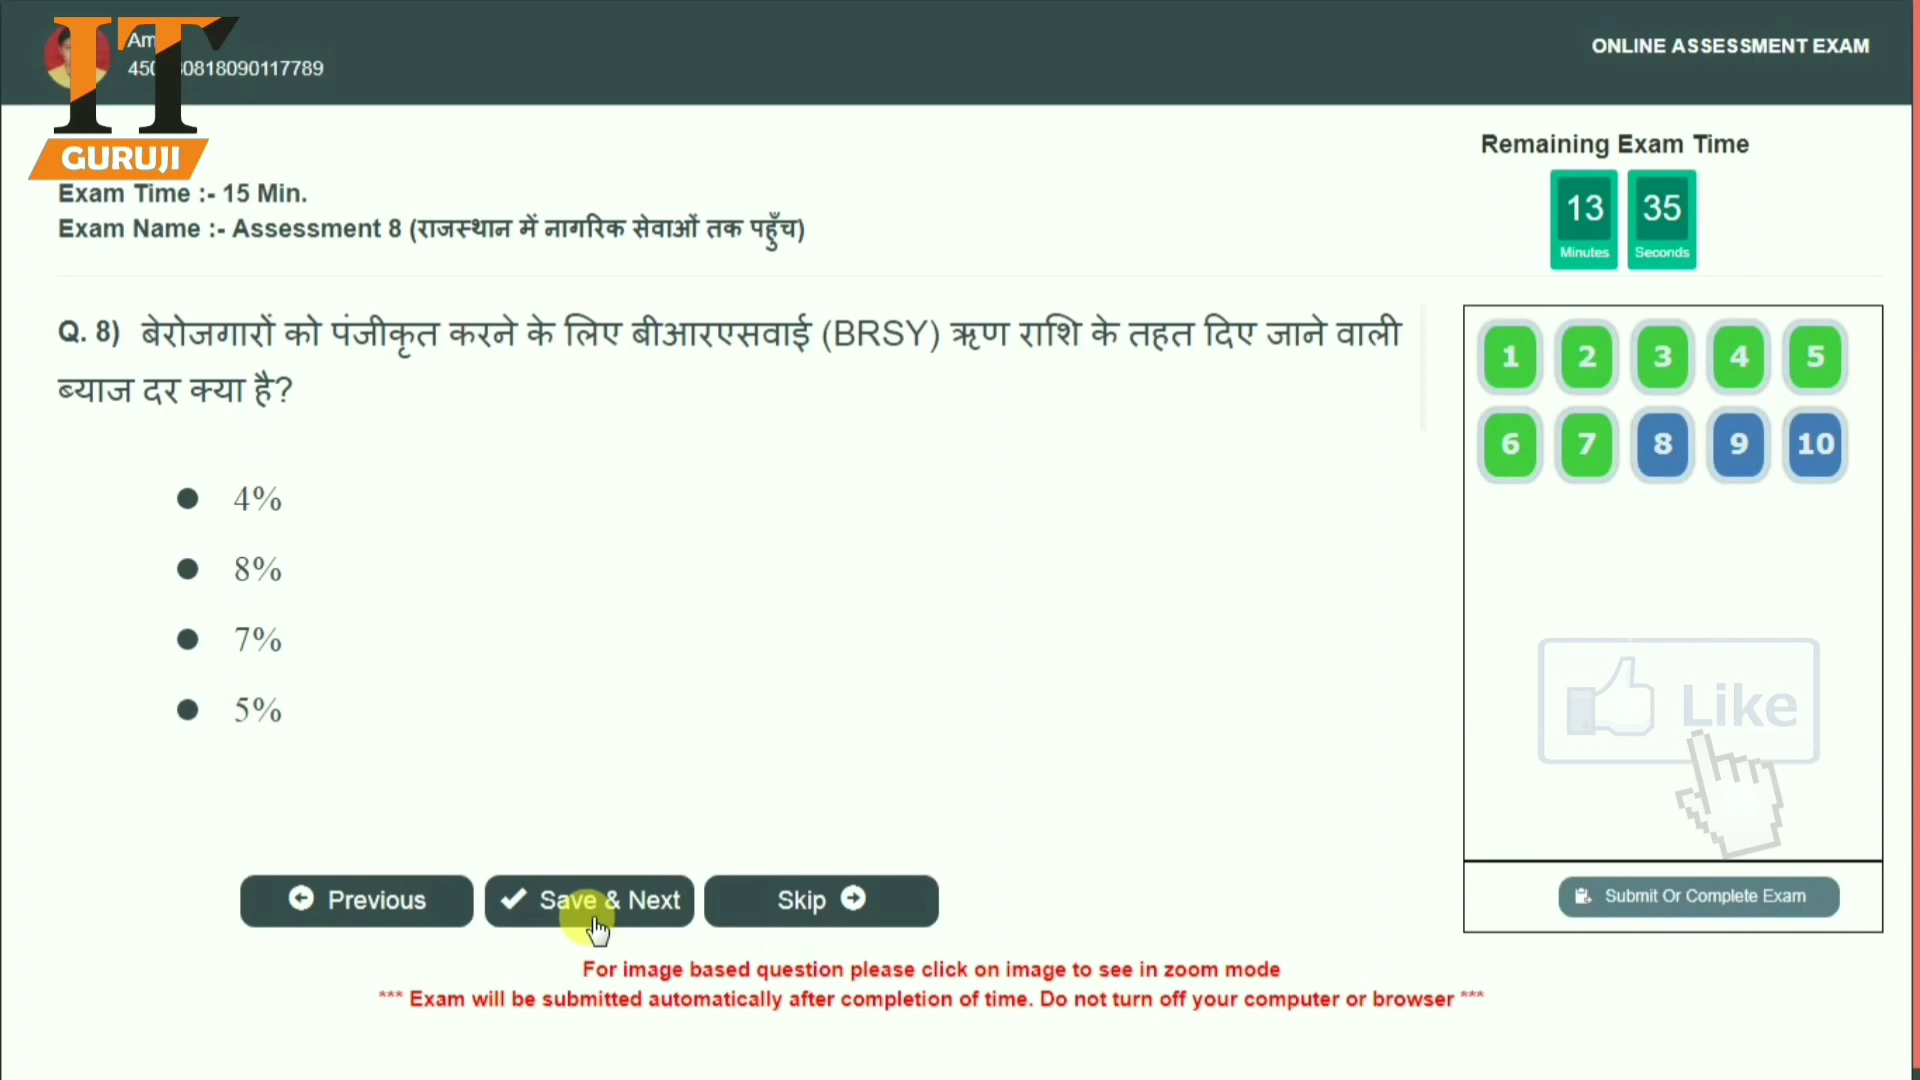 IT
GURUJI
Am
450 0818090117789
ONLINE ASSESSMENT EXAM
Remaining Exam Time
13 35
Minutes Seconds
Exam Time :- 15 Min.
Exam Name :- Assessment 8 (राजस्थान में नागरिक सेवाओं तक पहुँच)
Q. 8) बेरोजगारों को पंजीकृत करने के लिए बीआरएसवाई (BRSY) ऋण राशि के तहत दिए जाने वाली
ब्याज दर क्या है?
4%
8%
7%
5%
1 2 3 4 5
6 7 8 9 10
Like
Previous Save & Next Skip
Submit Or Complete Exam
For image based question please click on image to see in zoom mode
*** Exam will be submitted automatically after completion of time. Do not turn off your computer or browser ***